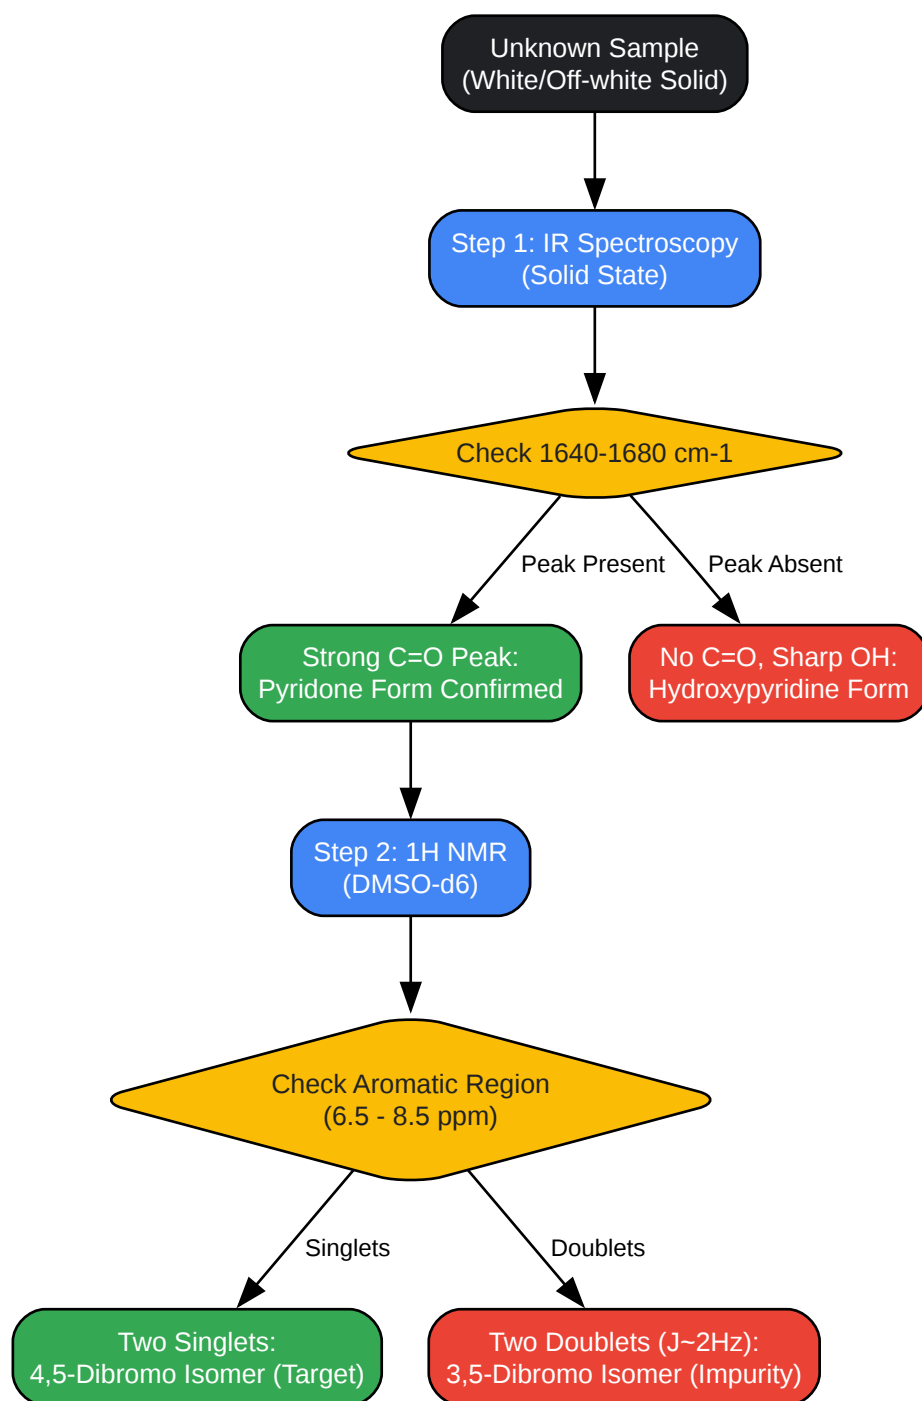 Unknown Sample
(White/Off-white Solid)
Step 1: IR Spectroscopy
(Solid State)
Check 1640-1680 cm-1
Peak Present
Peak Absent
Strong C=O Peak:
Pyridone Form Confirmed
No C=O, Sharp OH:
Hydroxypyridine Form
Step 2: 1H NMR
(DMSO-d6)
Check Aromatic Region
(6.5 - 8.5 ppm)
Singlets
Doublets
Two Singlets:
4,5-Dibromo Isomer (Target)
Two Doublets (J~2Hz):
3,5-Dibromo Isomer (Impurity)